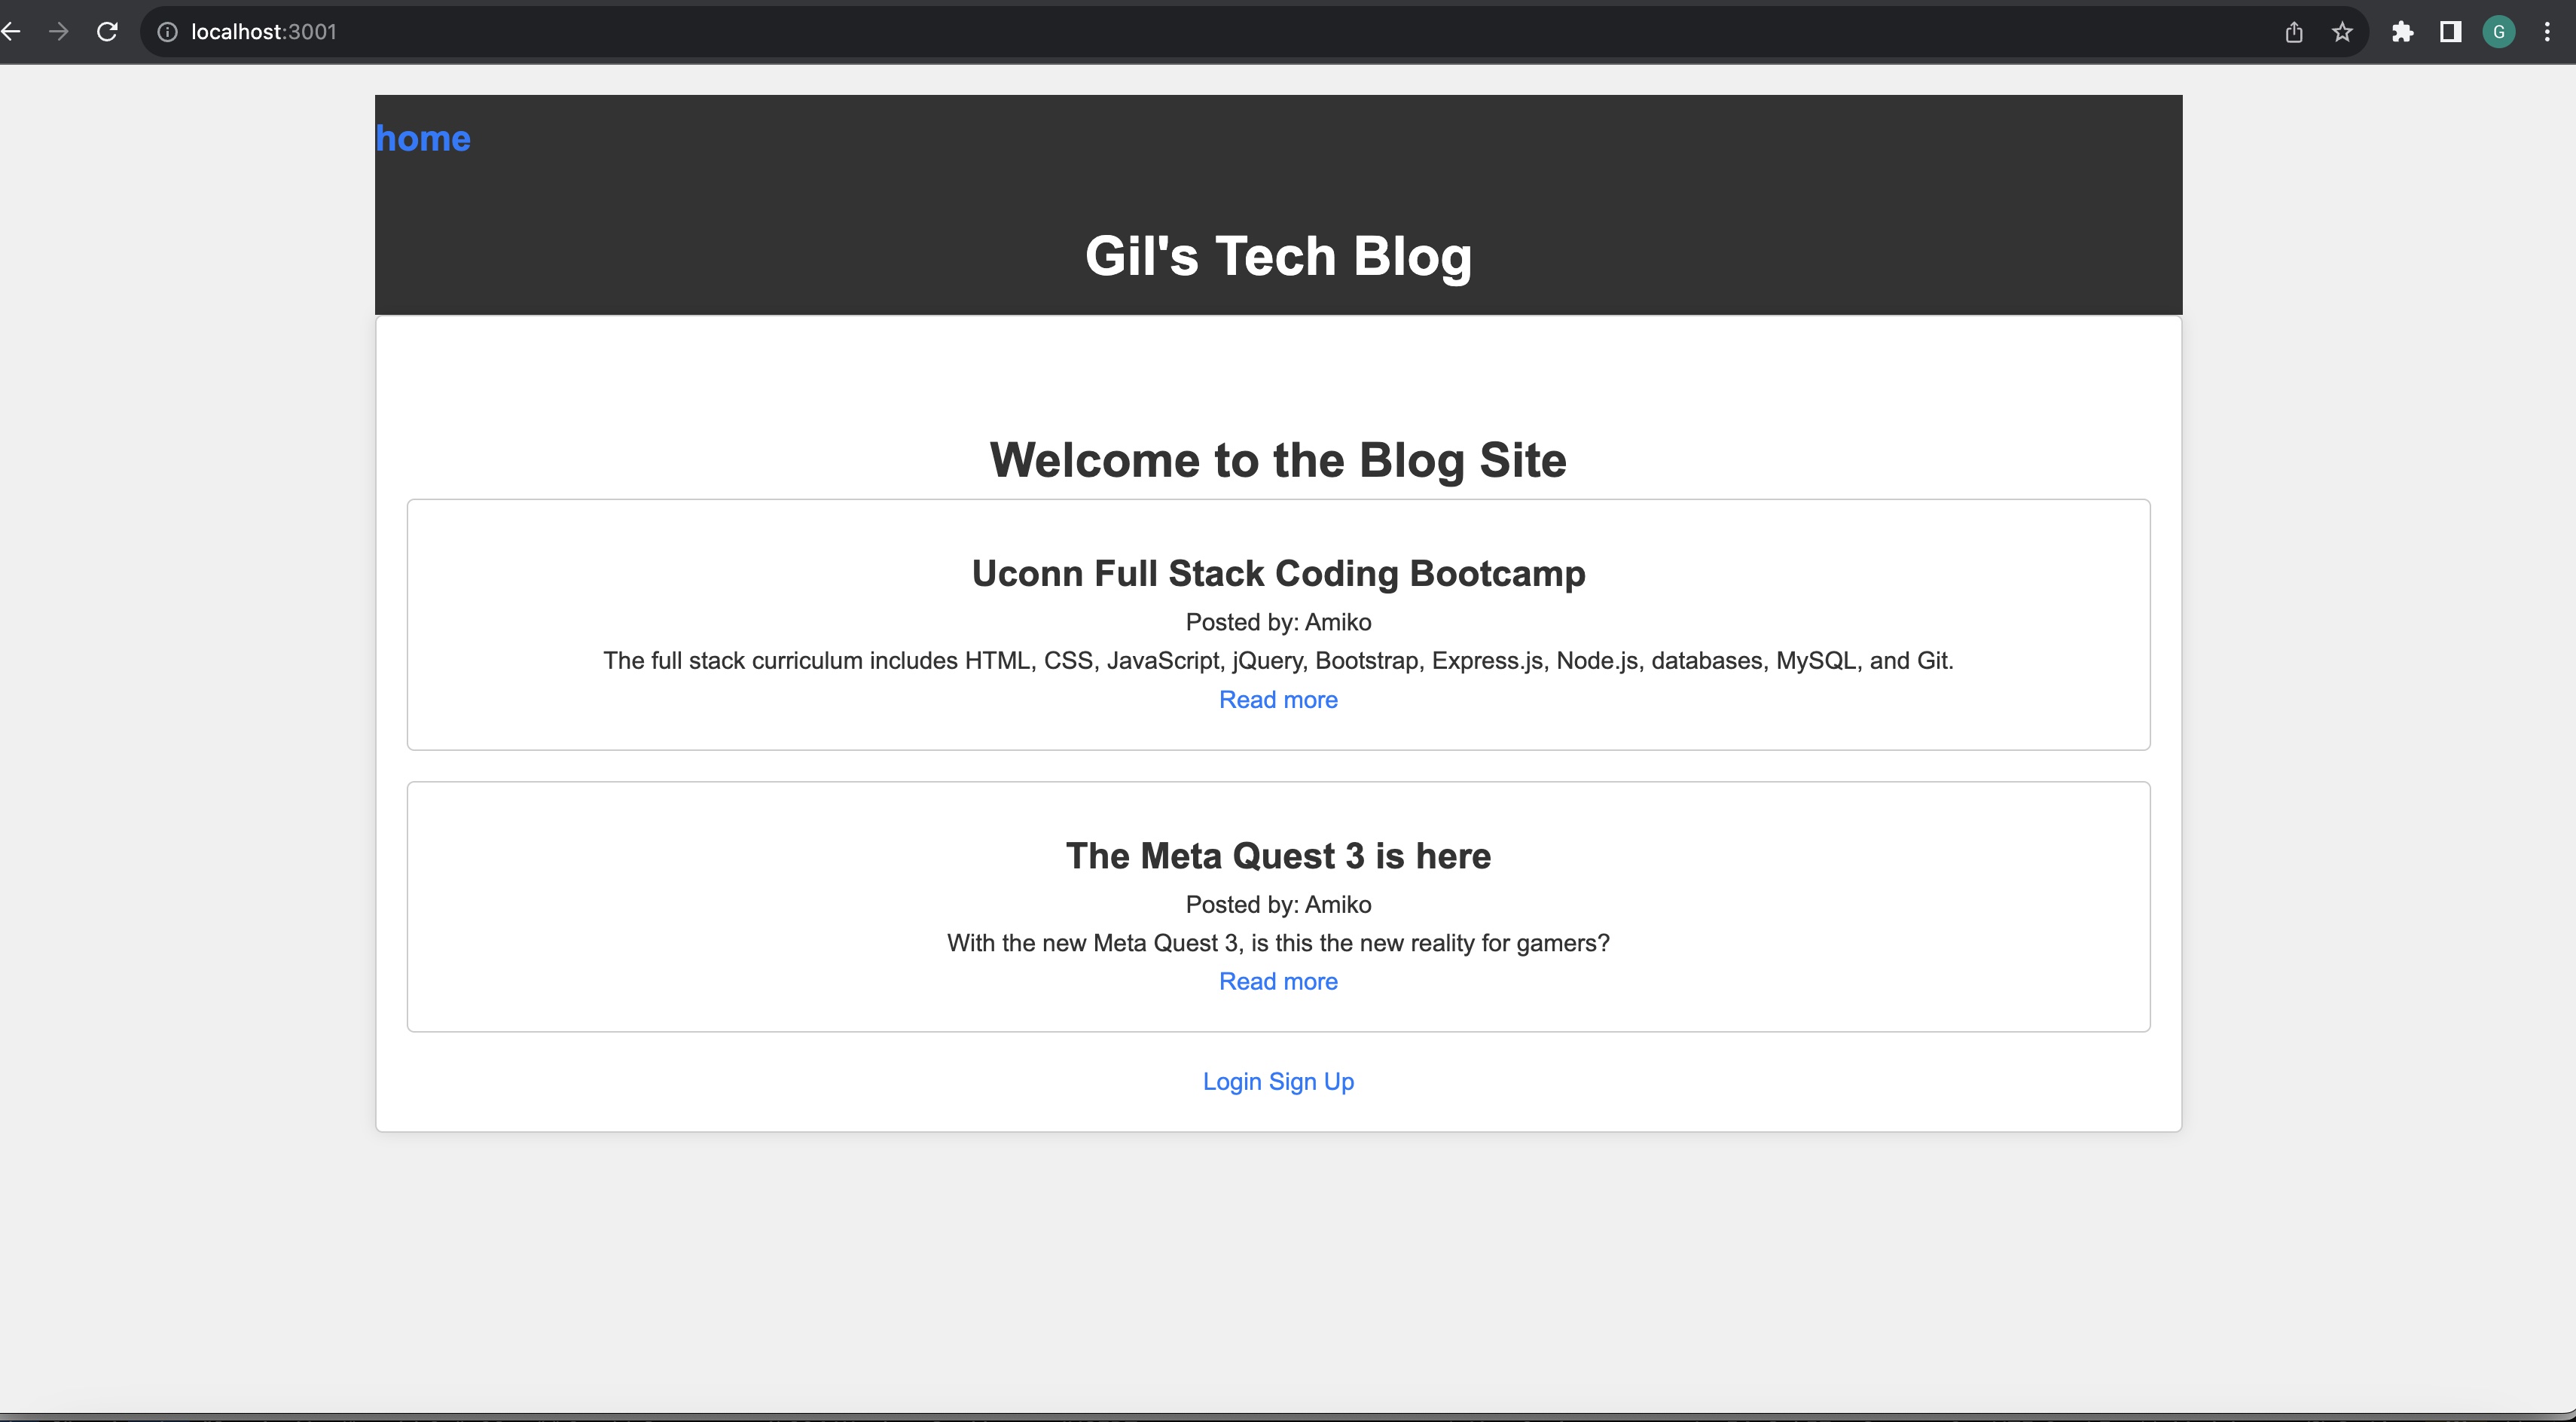 localhost:3001
G
home
Gil's Tech Blog
Welcome to the Blog Site
Uconn Full Stack Coding Bootcamp
Posted by: Amiko
The full stack curriculum includes HTML, CSS, JavaScript, jQuery, Bootstrap, Express.js, Node.js, databases, MySQL, and Git.
Read more
The Meta Quest 3 is here
Posted by: Amiko
With the new Meta Quest 3, is this the new reality for gamers?
Read more
Login Sign Up